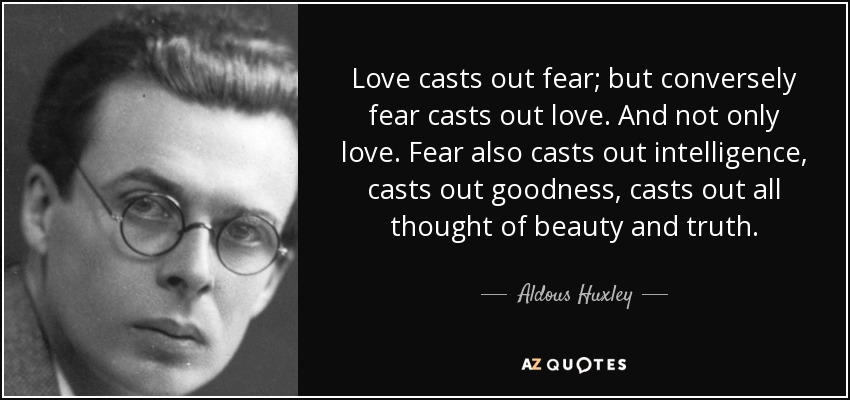 Love casts out fear; but conversely
fear casts out love. And not only
love. Fear also casts out intelligence,
casts out goodness, casts out all
thought of beauty and truth.
Aldous Huxley
AZ QUOTES